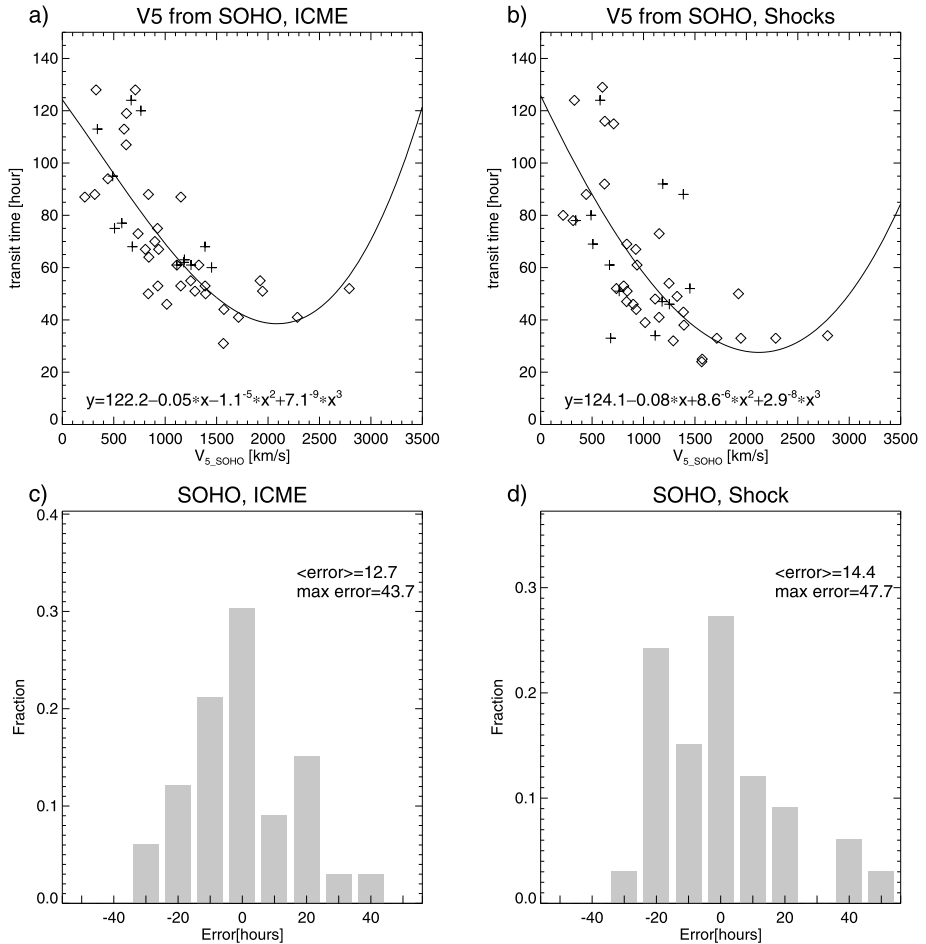 a) V5 from SOHO, ICME
140
120
100
80
60
40
20
0
transit time [hour]
y=122.2−0.05*x−1.1⁻⁵*x²+7.1⁻⁹*x³
0 500 1000 1500 2000 2500 3000 3500
V5_SOHO [km/s]
b) V5 from SOHO, Shocks
140
120
100
80
60
40
20
0
transit time [hour]
y=124.1−0.08*x+8.6⁻⁶*x²+2.9⁻⁸*x³
0 500 1000 1500 2000 2500 3000 3500
V5_SOHO [km/s]
c) SOHO, ICME
0.4
0.3
0.2
0.1
0.0
Fraction
<error>=12.7
max error=43.7
-40 -20 0 20 40
Error[hours]
d) SOHO, Shock
0.3
0.2
0.1
0.0
Fraction
<error>=14.4
max error=47.7
-40 -20 0 20 40
Error[hours]